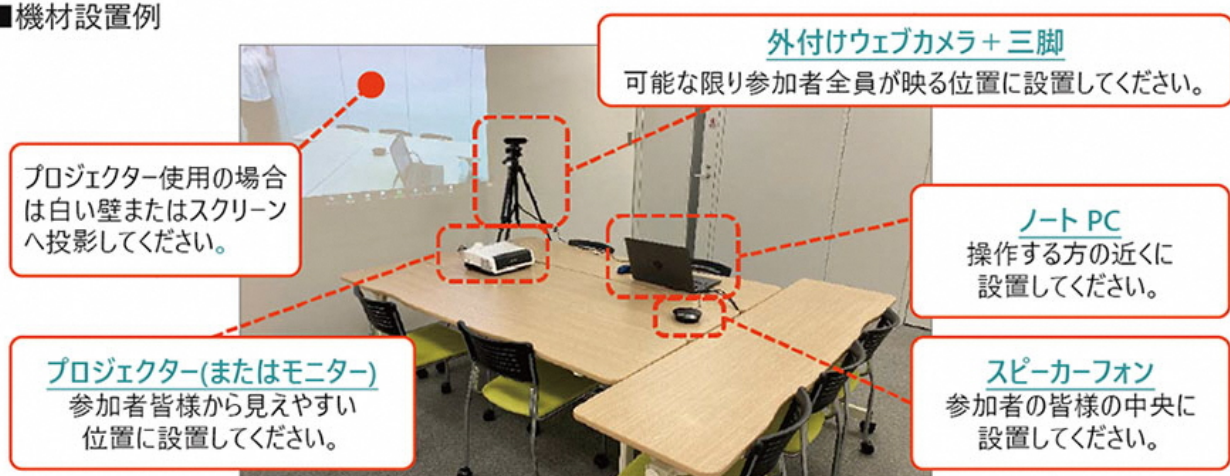 ■機材設置例
外付けウェブカメラ＋三脚
可能な限り参加者全員が映る位置に設置してください。
プロジェクター使用の場合
は白い壁またはスクリーン
へ投影してください。
ノート PC
操作する方の近くに
設置してください。
プロジェクター(またはモニター)
参加者皆様から見えやすい
位置に設置してください。
スピーカーフォン
参加者の皆様の中央に
設置してください。